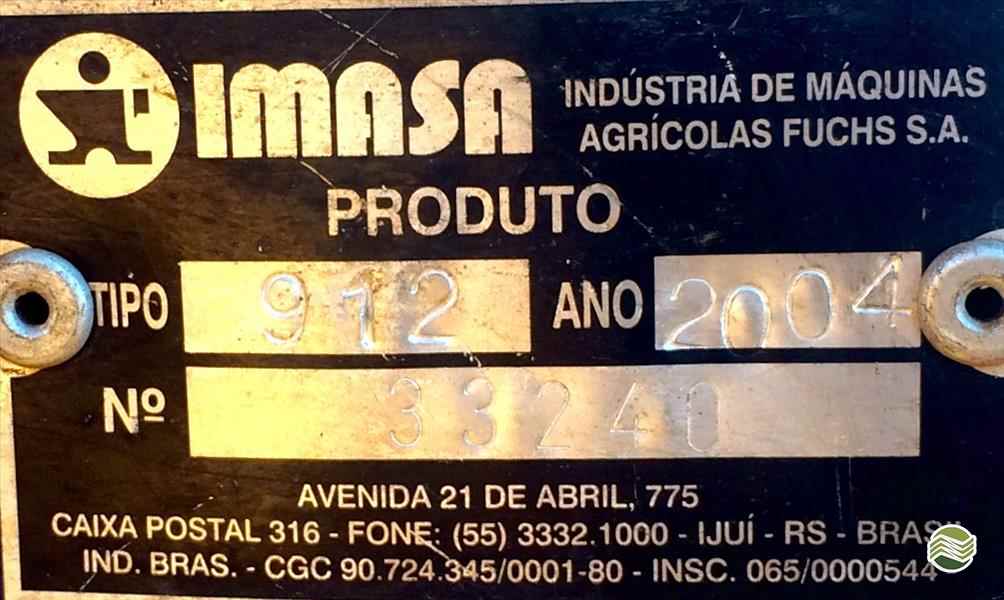 IMASA INDÚSTRIA DE MÁQUINAS
AGRÍCOLAS FUCHS S.A.
PRODUTO
TIPO 912 ANO 2004
Nº 33240
AVENIDA 21 DE ABRIL, 775
CAIXA POSTAL 316 - FONE: (55) 3332.1000 - IJUÍ - RS - BRASIL
IND. BRAS. - CGC 90.724.345/0001-80 - INSC. 065/0000544